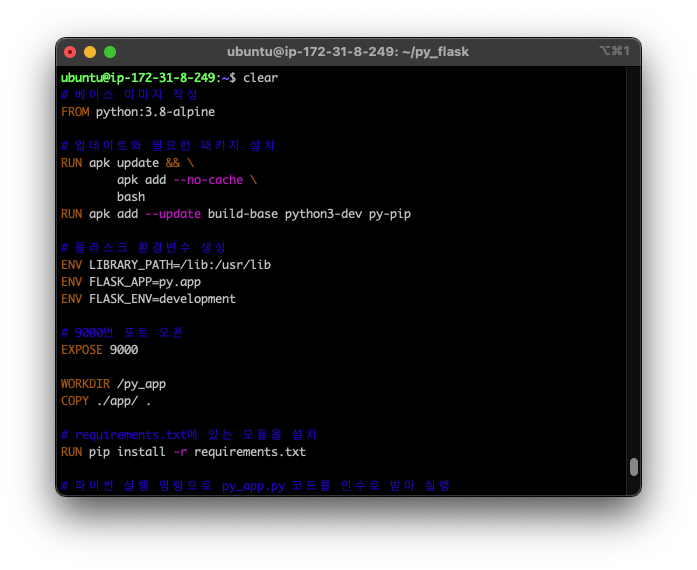 ubuntu@ip-172-31-8-249: ~/py_flask
⌥⌘1
ubuntu@ip-172-31-8-249:~$ clear
# 베이스 이미지 작성
FROM python:3.8-alpine
# 업데이트와 필요한 패키지 설치
RUN apk update && \
apk add --no-cache \
bash
RUN apk add --update build-base python3-dev py-pip
# 플라스크 환경변수 생성
ENV LIBRARY_PATH=/lib:/usr/lib
ENV FLASK_APP=py.app
ENV FLASK_ENV=development
# 9000번 포트 오픈
EXPOSE 9000
WORKDIR /py_app
COPY ./app/ .
# requirements.txt에 있는 모듈을 설치
RUN pip install -r requirements.txt
# 파이썬 실행 명령으로 py_app.py 코드를 인수로 받아 실행